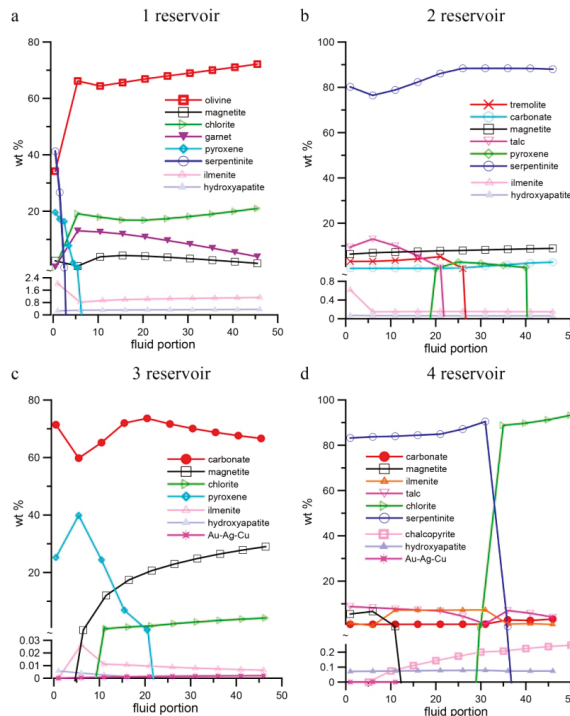 a 1 reservoir
80
60
40
20
2.4
1.6
0.8
0
wt %
olivine
magnetite
chlorite
garnet
pyroxene
serpentinite
ilmenite
hydroxyapatite
0 10 20 30 40 50
fluid portion
b 2 reservoir
100
80
60
40
20
0.8
0.4
0
wt %
tremolite
carbonate
magnetite
talc
pyroxene
serpentinite
ilmenite
hydroxyapatite
0 10 20 30 40 50
fluid portion
c 3 reservoir
80
60
40
20
0.03
0.02
0.01
0
wt %
carbonate
magnetite
chlorite
pyroxene
ilmenite
hydroxyapatite
Au-Ag-Cu
0 10 20 30 40 50
fluid portion
d 4 reservoir
100
80
60
40
20
0.2
0.1
0
wt %
carbonate
magnetite
ilmenite
talc
chlorite
serpentinite
chalcopyrite
hydroxyapatite
Au-Ag-Cu
0 10 20 30 40 50
fluid portion